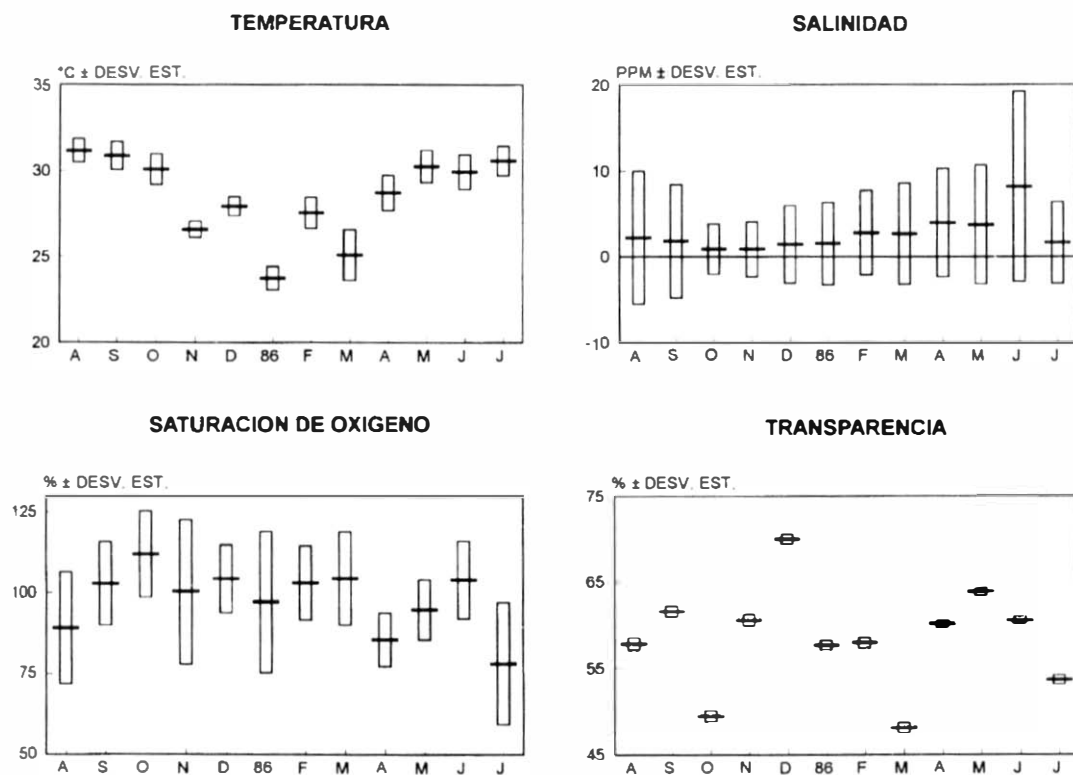 TEMPERATURA
°C ± DESV. EST.
35
30
25
20
A S O N D 86 F M A M J J
SALINIDAD
PPM ± DESV. EST.
20
10
0
-10
A S O N D 86 F M A M J J
SATURACION DE OXIGENO
% ± DESV. EST.
125
100
75
50
A S O N D 86 F M A M J J
TRANSPARENCIA
% ± DESV. EST.
75
65
55
45
A S O N D 86 F M A M J J